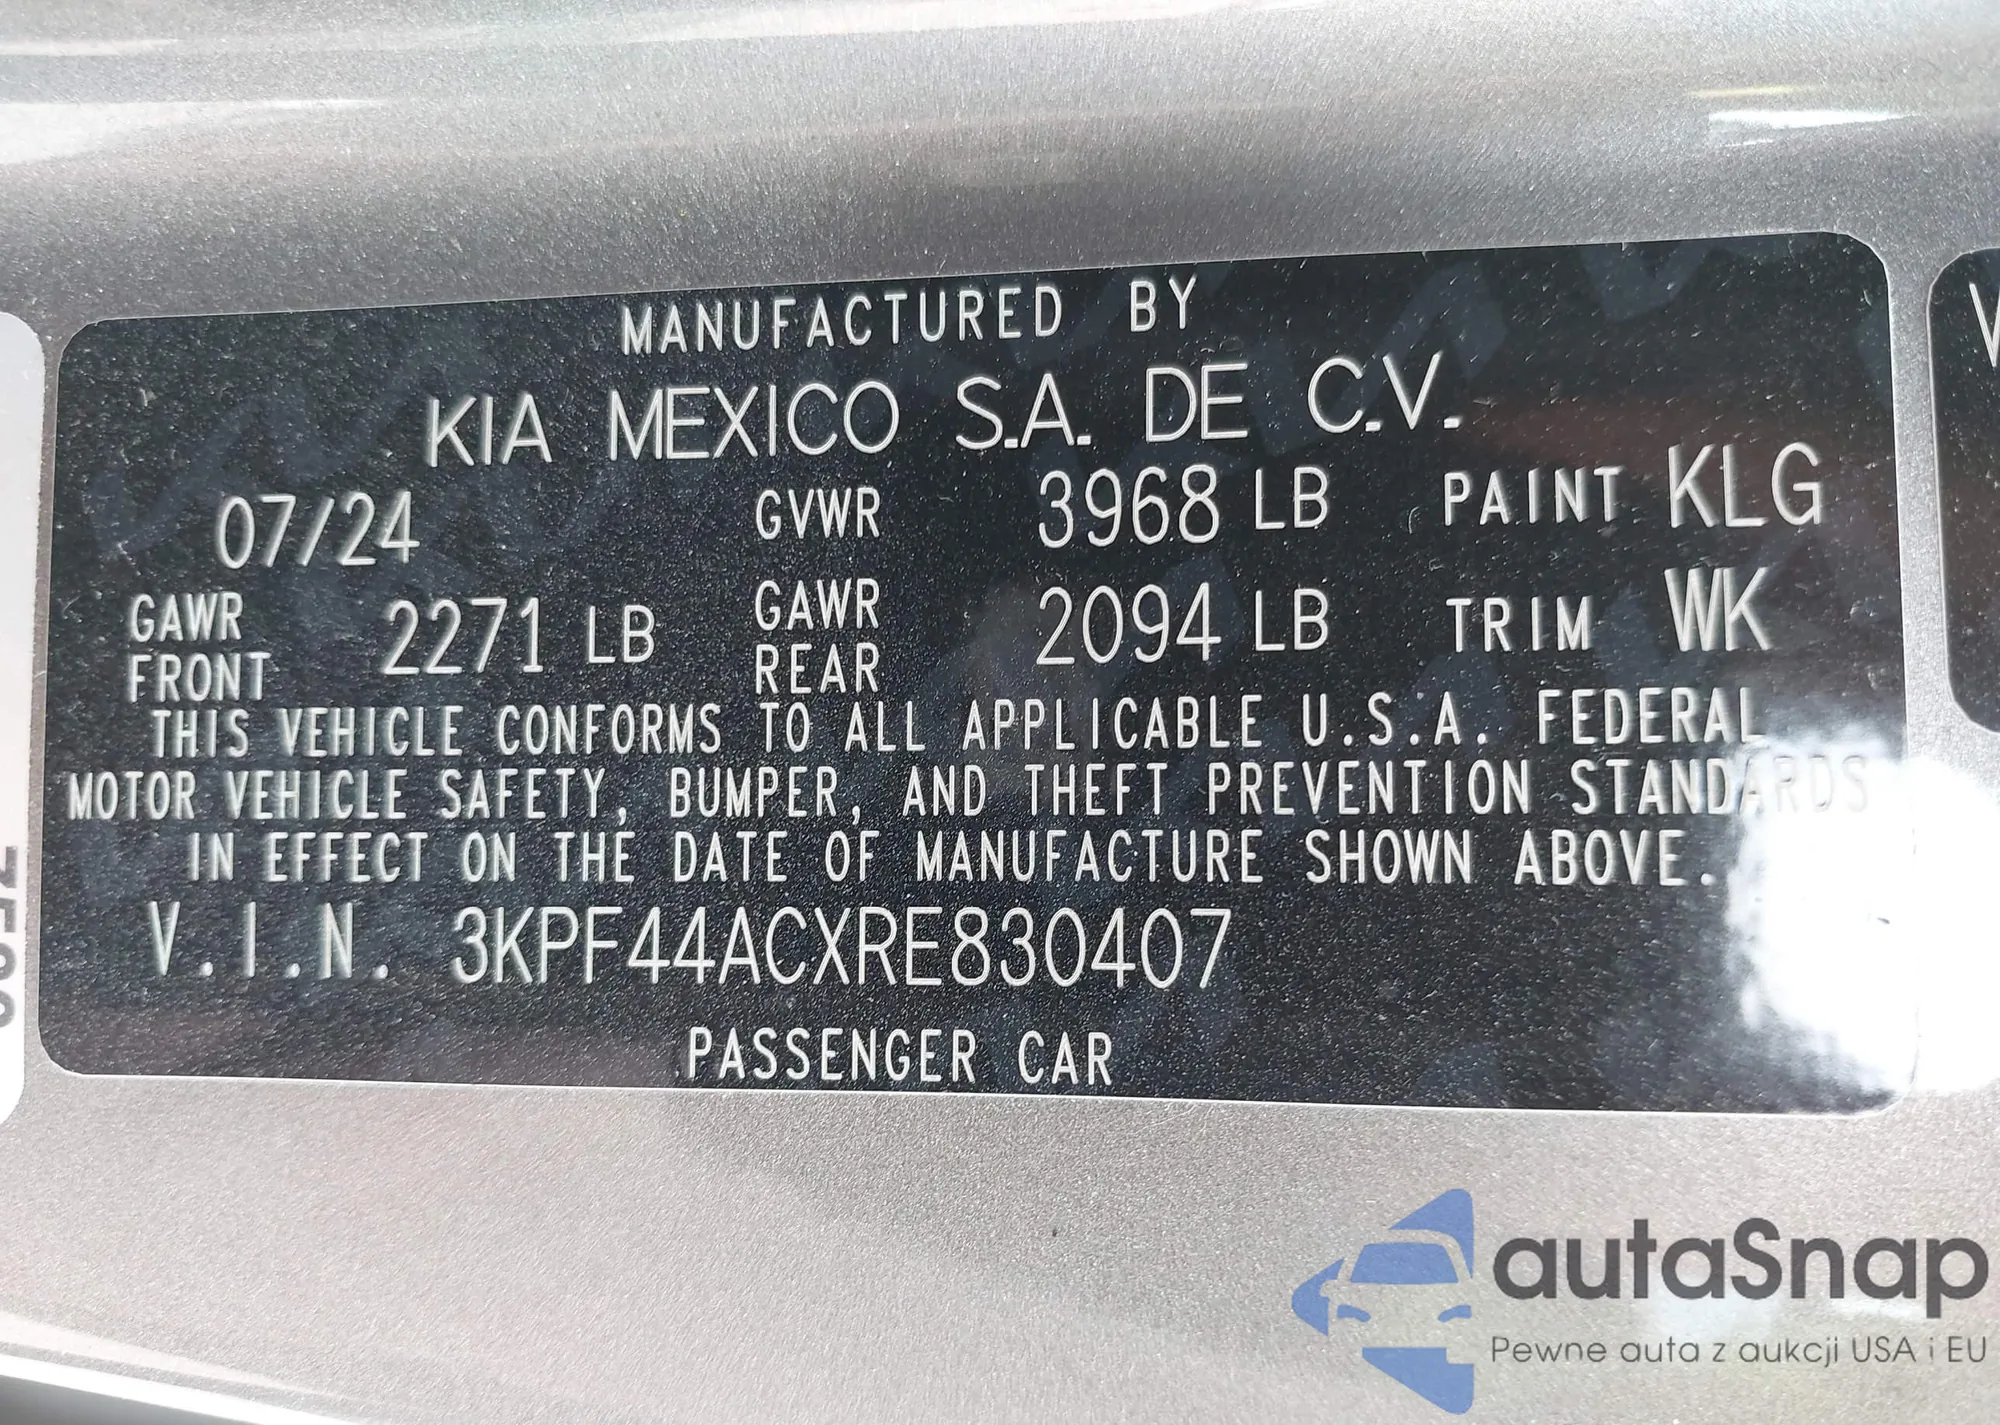 MANUFACTURED BY
KIA MEXICO S.A. DE C.V.
07/24 GVWR 3968 LB PAINT KLG
GAWR FRONT 2271 LB GAWR REAR 2094 LB TRIM WK
THIS VEHICLE CONFORMS TO ALL APPLICABLE U.S.A. FEDERAL
MOTOR VEHICLE SAFETY, BUMPER, AND THEFT PREVENTION STANDARDS
IN EFFECT ON THE DATE OF MANUFACTURE SHOWN ABOVE.
V.I.N. 3KPF44ACXRE830407
PASSENGER CAR
autaSnap
Pewne auta z aukcji USA i EU